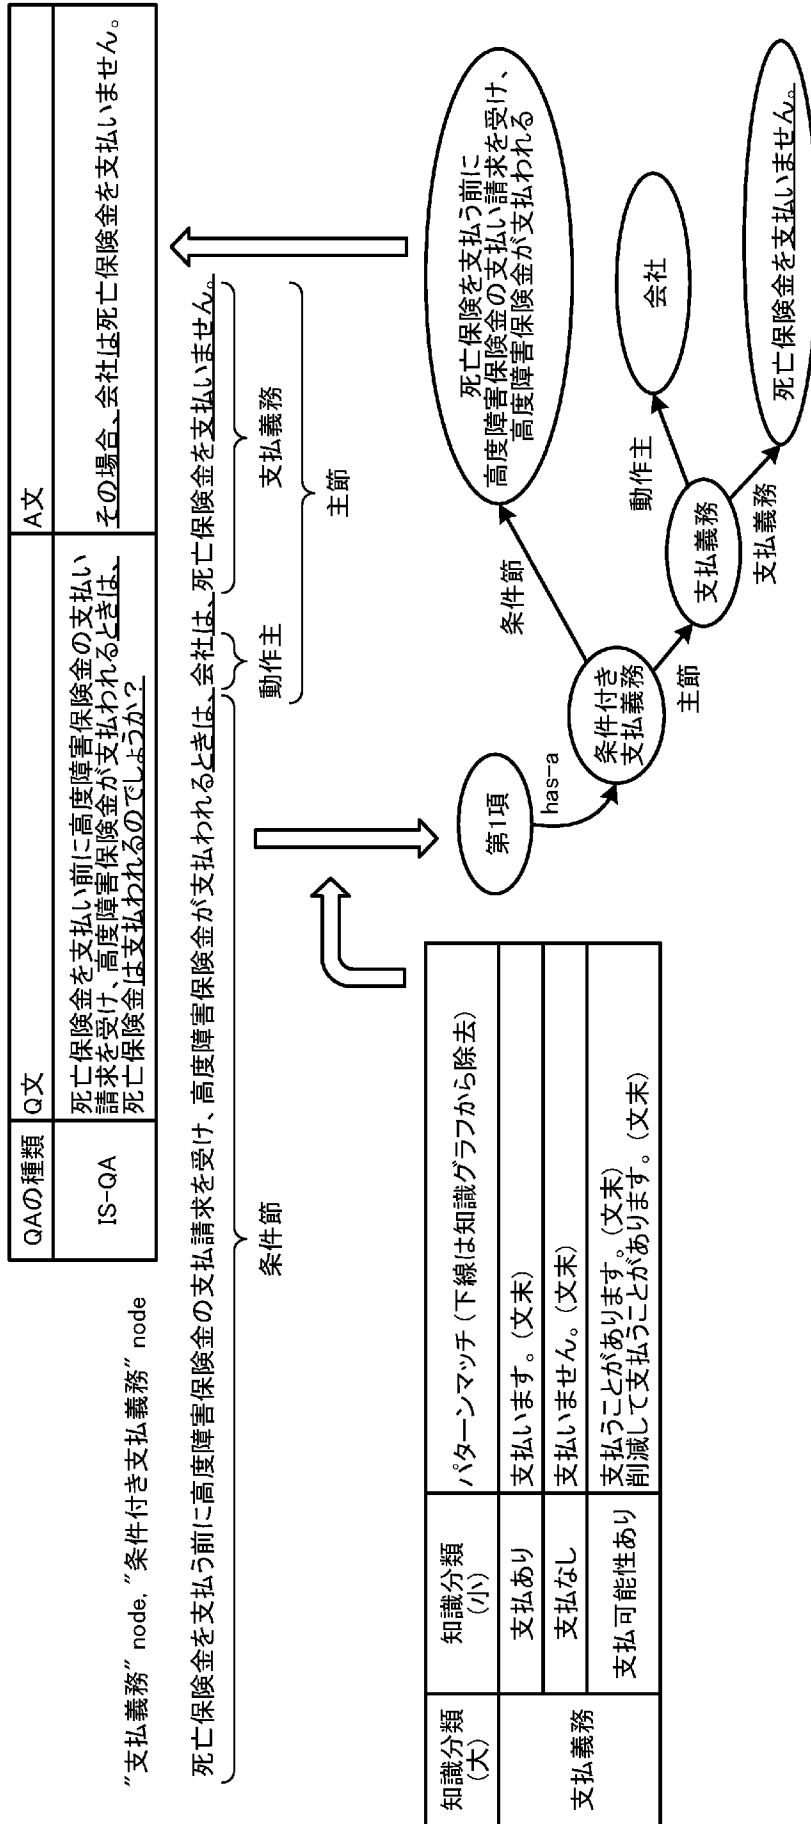 "支払義務" node, "条件付き支払義務" node
QAの種類
Q文
A文
IS-QA
死亡保険金を支払い前に高度障害保険金の支払い
請求を受け、高度障害保険金が支払われるときは、
死亡保険金は支払われるのでしょうか?
その場合、会社は死亡保険金を支払いません。
死亡保険金を支払う前に高度障害保険金の支払請求を受け、高度障害保険金が支払われるときは、会社は、死亡保険金を支払いません。
条件節
動作主
支払義務
主節
知識分類
(大)
知識分類
(小)
パターンマッチ(下線は知識グラフから除去)
支払義務
支払あり
支払います。(文末)
支払なし
支払いません。(文末)
支払可能性あり
支払うことがあります。(文末)
削減して支払うことがあります。(文末)
第1項
has-a
条件付き
支払義務
条件節
死亡保険を支払う前に
高度障害保険金の支払い請求を受け、
高度障害保険金が支払われる
主節
支払義務
動作主
会社
支払義務
死亡保険金を支払いません。